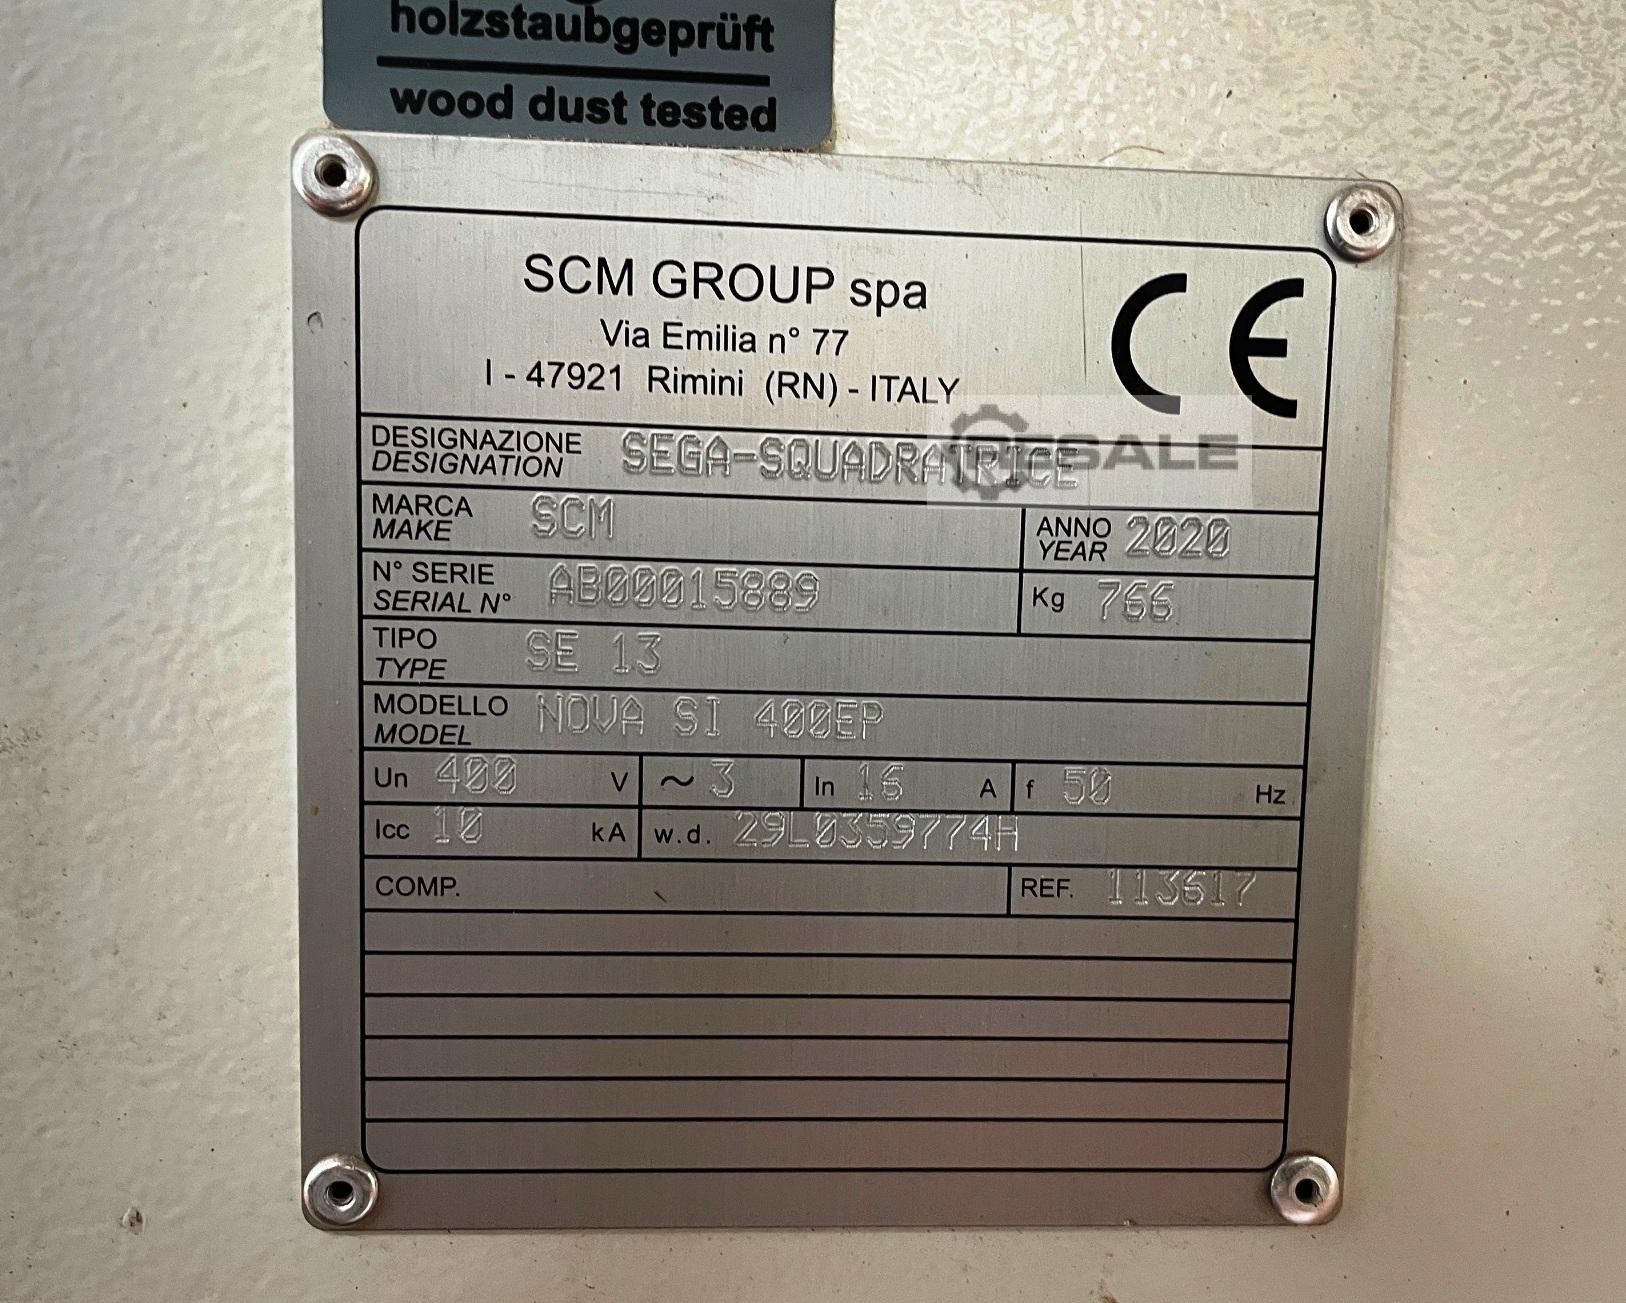 holzstaubgeprüft
wood dust tested
SCM GROUP spa
Via Emilia n° 77
I - 47921 Rimini (RN) - ITALY
CE
DESIGNAZIONE
DESIGNATION
SEGA-SQUADRATRICE
RESALE
MARCA
MAKE
SCM
ANNO
YEAR
2020
N° SERIE
SERIAL N°
AB00015889
Kg 766
TIPO
TYPE
SE 13
MODELLO
MODEL
NOVA SI 400EP
Un 400 V ~ 3 In 16 A f 50 Hz
Icc 10 kA w.d. 29L0359774H
COMP. REF. 113617